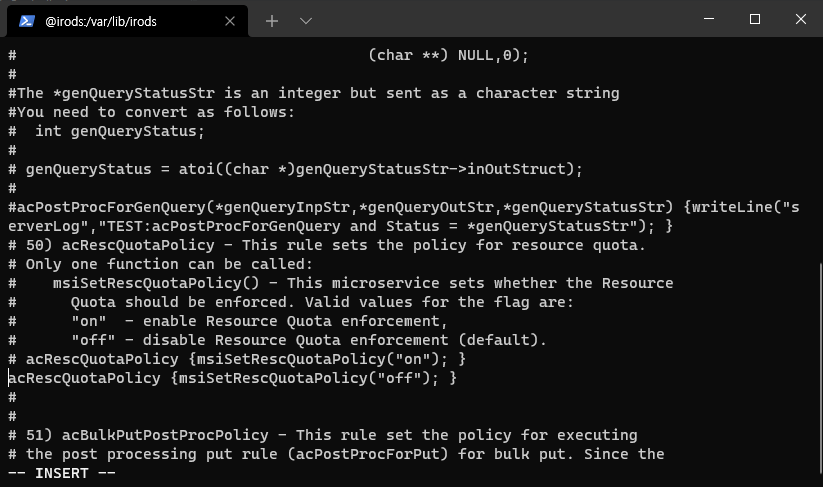 @irods:/var/lib/irods
#                                       (char **) NULL,0);
#
#The *genQueryStatusStr is an integer but sent as a character string
#You need to convert as follows:
#  int genQueryStatus;
#
# genQueryStatus = atoi((char *)genQueryStatusStr->inOutStruct);
#
#acPostProcForGenQuery(*genQueryInpStr,*genQueryOutStr,*genQueryStatusStr) {writeLine("s
erverLog","TEST:acPostProcForGenQuery and Status = *genQueryStatusStr"); }
# 50) acRescQuotaPolicy - This rule sets the policy for resource quota.
# Only one function can be called:
#    msiSetRescQuotaPolicy() - This microservice sets whether the Resource
#      Quota should be enforced. Valid values for the flag are:
#      "on"  - enable Resource Quota enforcement,
#      "off" - disable Resource Quota enforcement (default).
# acRescQuotaPolicy {msiSetRescQuotaPolicy("on"); }
acRescQuotaPolicy {msiSetRescQuotaPolicy("off"); }
#
#
# 51) acBulkPutPostProcPolicy - This rule set the policy for executing
# the post processing put rule (acPostProcForPut) for bulk put. Since the
-- INSERT --